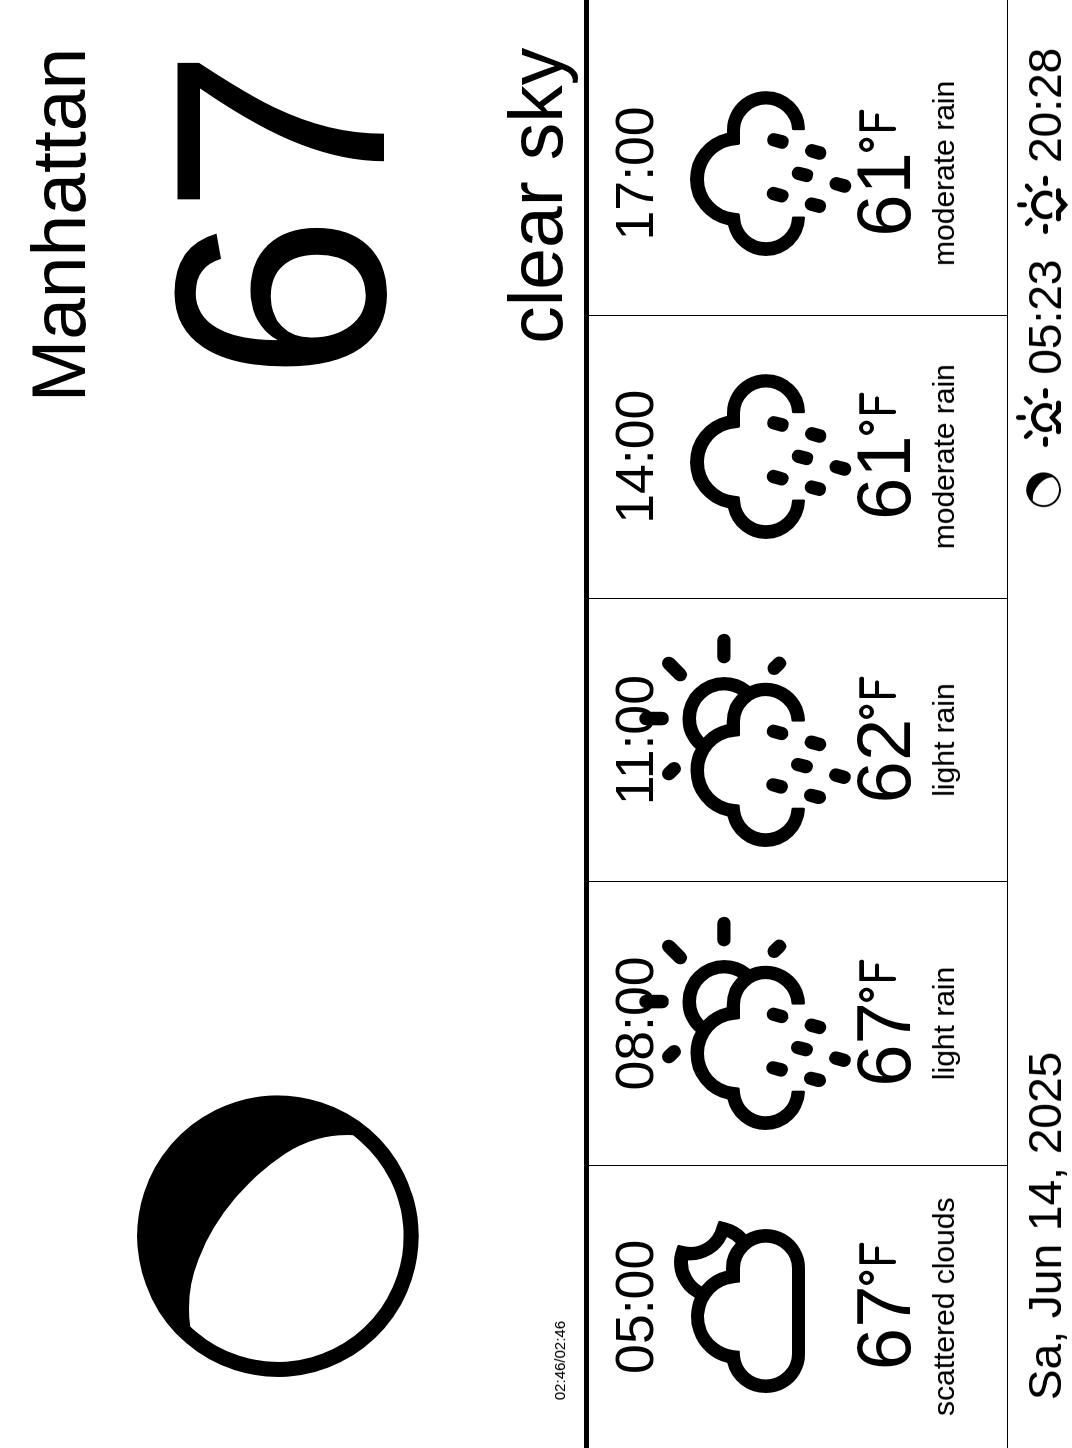 Manhattan
67
02:46/02:46
clear sky
05:00
08:00
11:00
14:00
17:00
67°F
67°F
62°F
61°F
61°F
scattered clouds
light rain
light rain
moderate rain
moderate rain
Sa, Jun 14, 2025
05:23
20:28